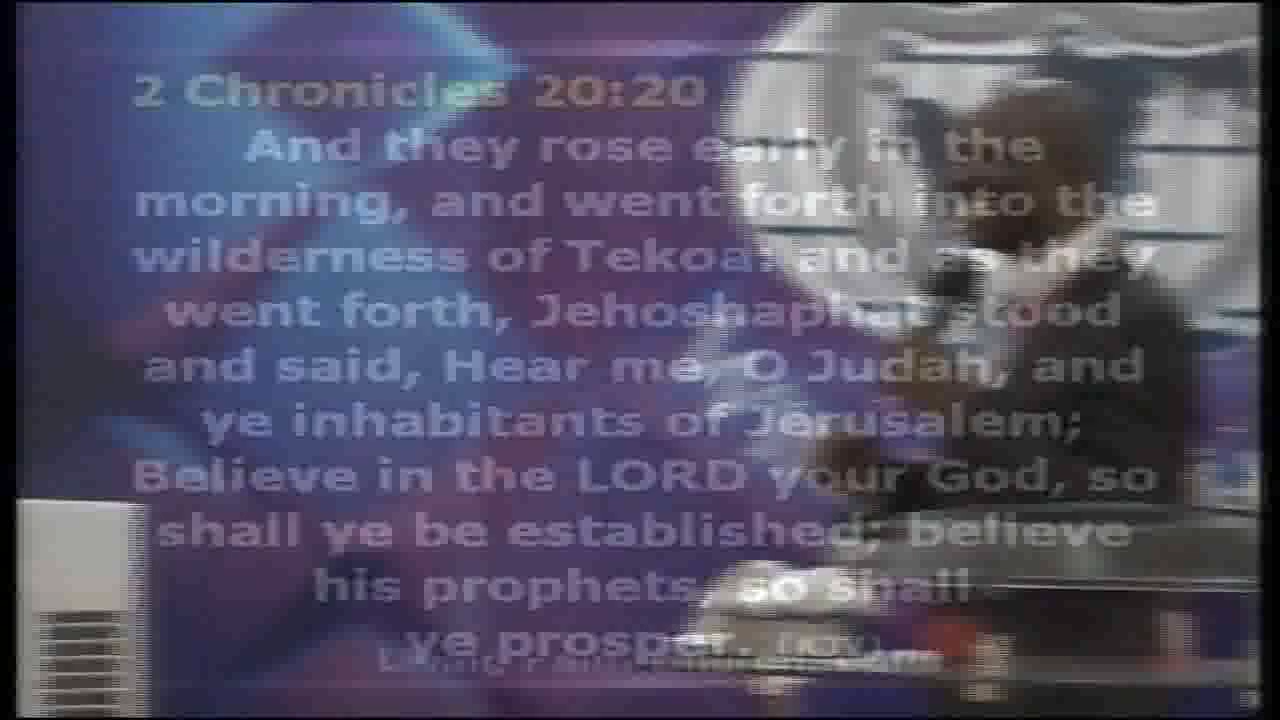 2 Chronicles 20:20
And they rose early in the
morning, and went forth into the
wilderness of Tekoa: and as they
went forth, Jehoshaphat stood
and said, Hear me, O Judah, and
ye inhabitants of Jerusalem;
Believe in the LORD your God, so
shall ye be established; believe
his prophets, so shall
ye prosper. (KJV)